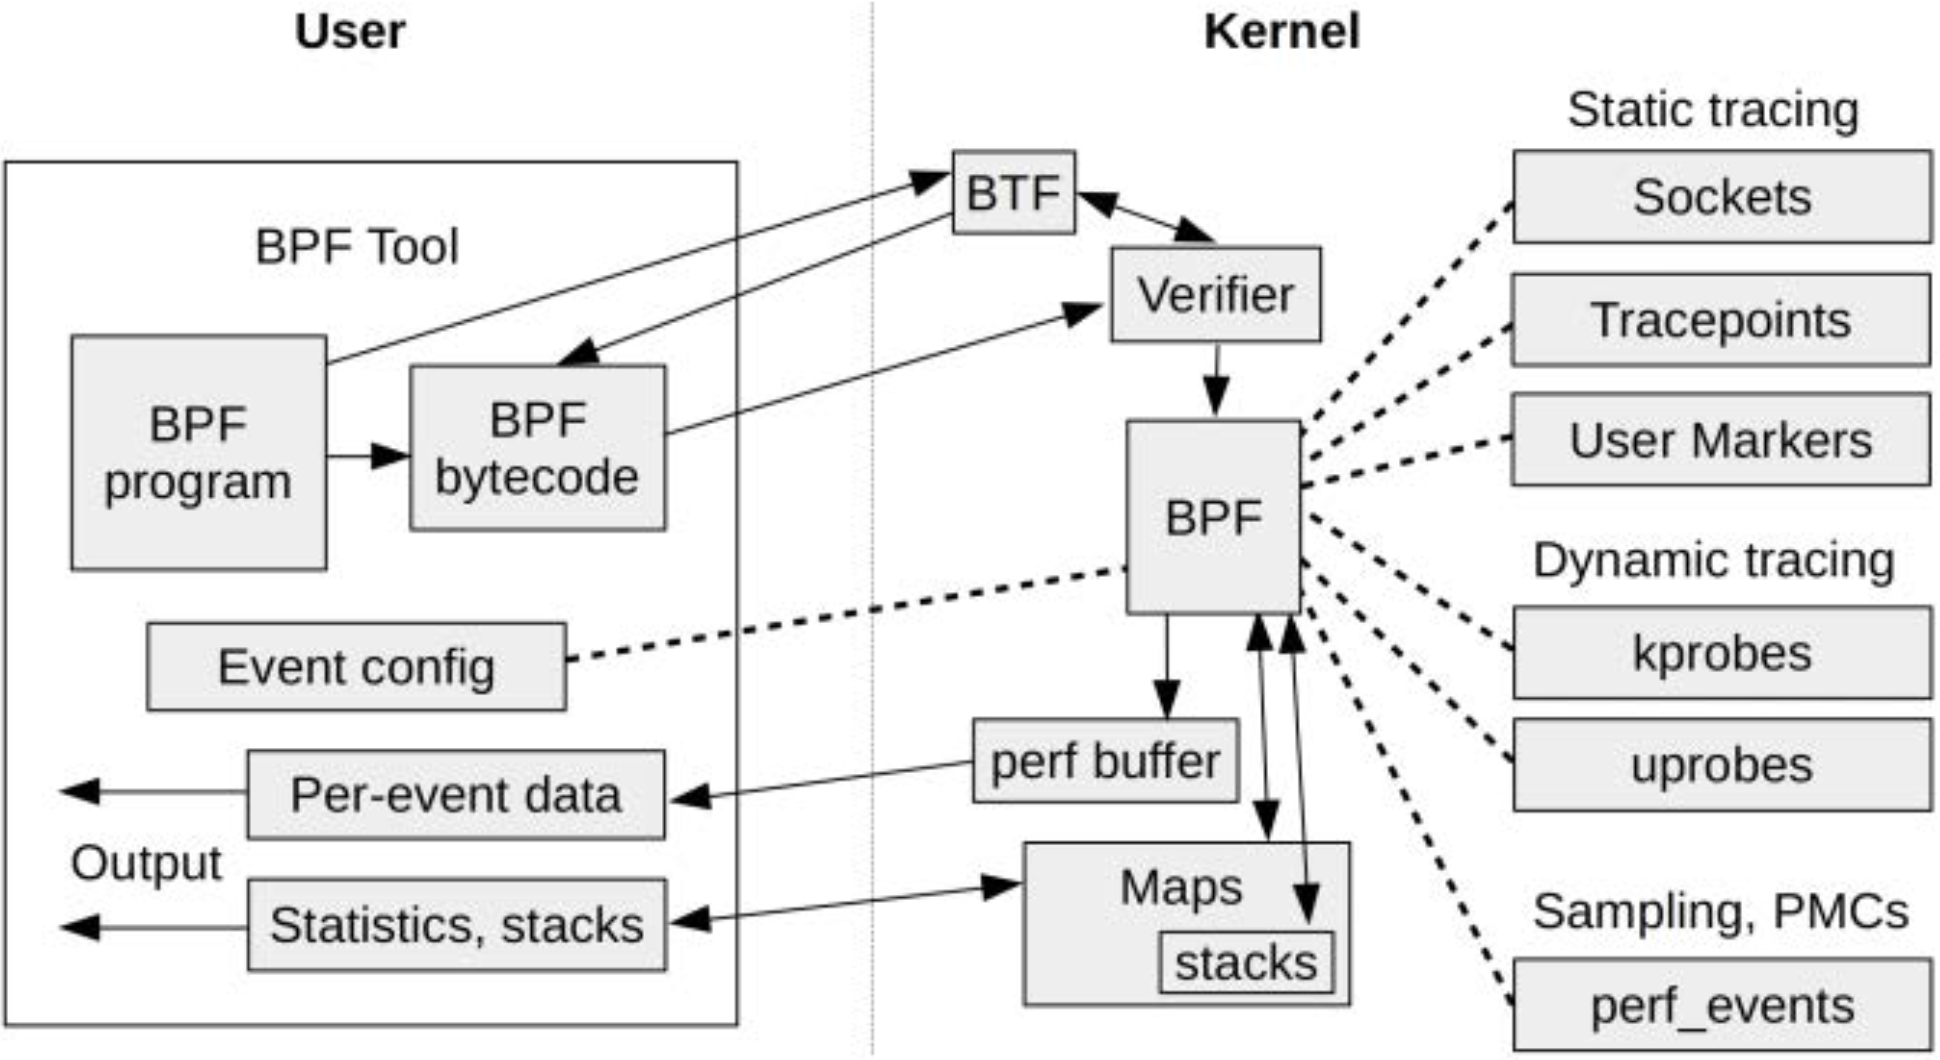 User
Kernel
BPF Tool
BPF
program
BPF
bytecode
Event config
Per-event data
Output
Statistics, stacks
BTF
Verifier
BPF
perf buffer
Maps
stacks
Static tracing
Sockets
Tracepoints
User Markers
Dynamic tracing
kprobes
uprobes
Sampling, PMCs
perf_events